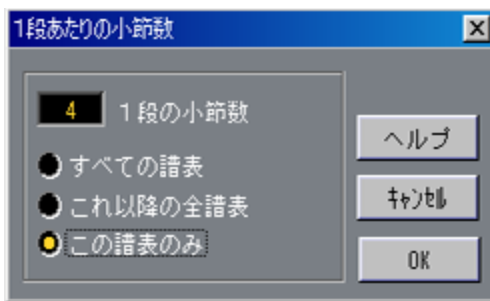 1段あたりの小節数
4 1段の小節数
すべての譜表
これ以降の全譜表
この譜表のみ
ヘルプ
ｷｬﾝｾﾙ
OK